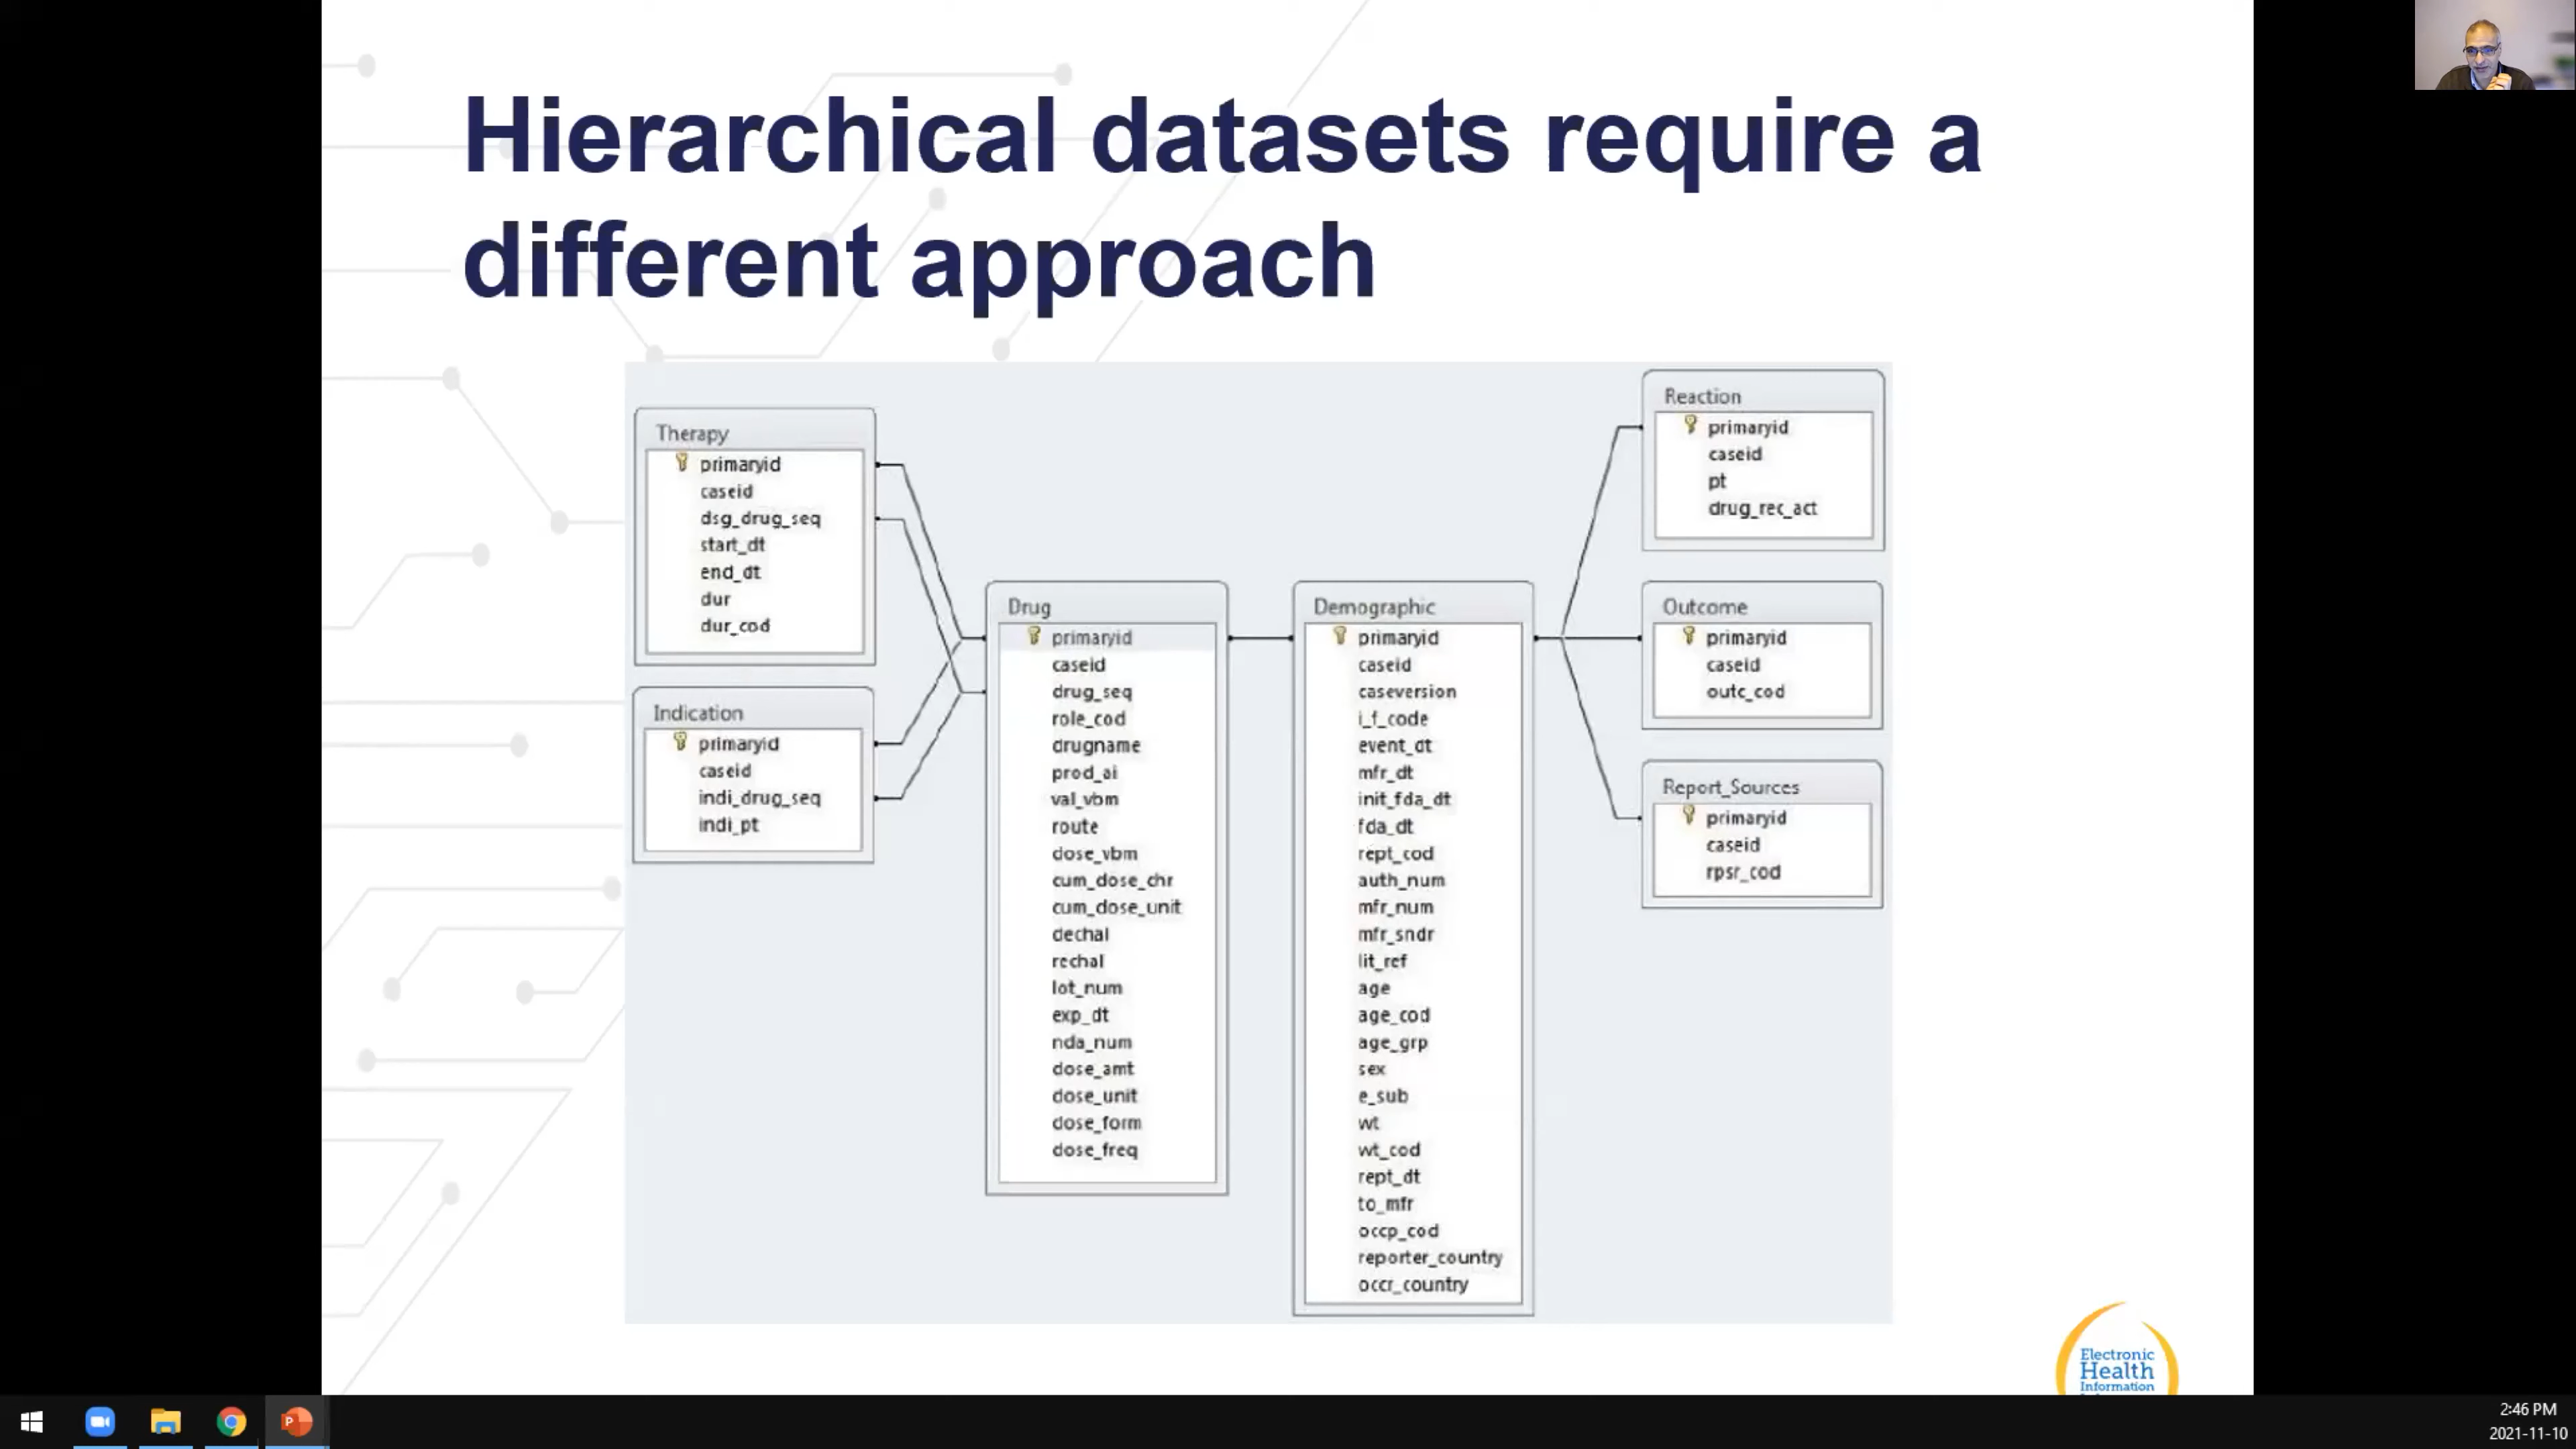 Hierarchical datasets require a
different approach
Therapy
primaryid
caseid
dsg_drug_seq
start_dt
end_dt
dur
dur_cod
Indication
primaryid
caseid
indi_drug_seq
indi_pt
Drug
primaryid
caseid
drug_seq
role_cod
drugname
prod_ai
val_vbm
route
dose_vbm
cum_dose_chr
cum_dose_unit
dechal
rechal
lot_num
exp_dt
nda_num
dose_amt
dose_unit
dose_form
dose_freq
Demographic
primaryid
caseid
caseversion
i_f_code
event_dt
mfr_dt
init_fda_dt
fda_dt
rept_cod
auth_num
mfr_num
mfr_sndr
lit_ref
age
age_cod
age_grp
sex
e_sub
wt
wt_cod
rept_dt
to_mfr
occp_cod
reporter_country
occr_country
Reaction
primaryid
caseid
pt
drug_rec_act
Outcome
primaryid
caseid
outc_cod
Report_Sources
primaryid
caseid
rpsr_cod
Electronic
Health
Information
2:46 PM
2021-11-10